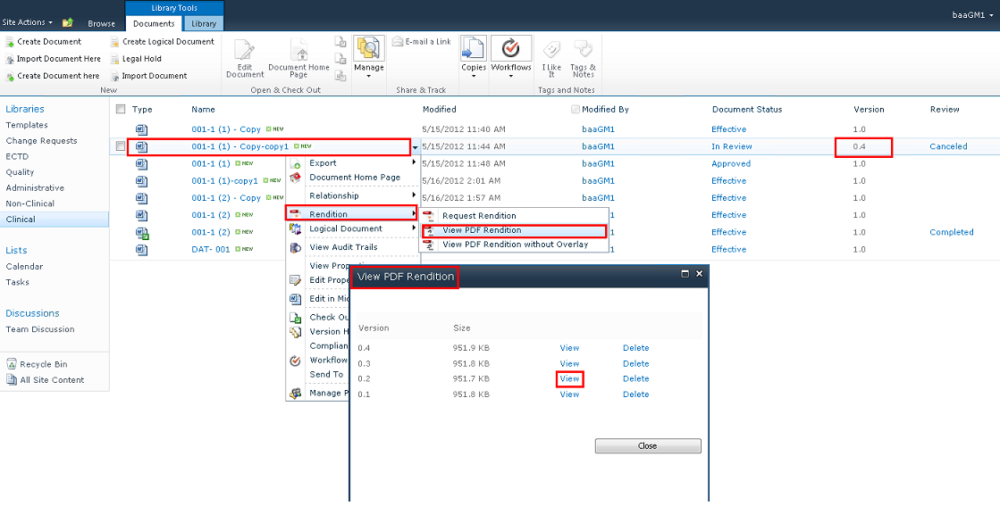 Library Tools
Site Actions Browse Documents Library baaGM1
Create Document Create Logical Document
Import Document Here Legal Hold
Create Document here Import Document
New
Edit Document
Document Home Page
Open & Check Out
Manage
E-mail a Link
Share & Track
Copies
Workflows
I Like It
Tags & Notes
Tags and Notes
Libraries
Templates
Change Requests
ECTD
Quality
Administrative
Non-Clinical
Clinical
Lists
Calendar
Tasks
Discussions
Team Discussion
Recycle Bin
All Site Content
Type Name Modified Modified By Document Status Version Review
001-1 (1) - Copy NEW 5/15/2012 11:40 AM baaGM1 Effective 1.0
001-1 (1) - Copy-copy1 NEW 5/15/2012 11:44 AM baaGM1 In Review 0.4 Canceled
001-1 (1) NEW 5/15/2012 11:48 AM baaGM1 Approved 1.0
001-1 (1)-copy1 NEW 5/16/2012 2:01 AM baaGM1 Effective 1.0
001-1 (2) - Copy NEW 5/16/2012 1:57 AM baaGM1 Effective 1.0
001-1 (2) NEW 1 Effective 1.0
001-1 (2) NEW 1 Effective 1.0 Completed
DAT- 001 NEW 1 Effective 1.0
Export
Document Home Page
Relationship
Rendition
Logical Document
View Audit Trails
View Prop
Edit Prope
Edit in Mic
Check Ou
Version H
Complian
Workflow
Send To
Manage P
Request Rendition
View PDF Rendition
View PDF Rendition without Overlay
View PDF Rendition
Version Size
0.4 951.9 KB View Delete
0.3 951.8 KB View Delete
0.2 951.7 KB View Delete
0.1 951.8 KB View Delete
Close